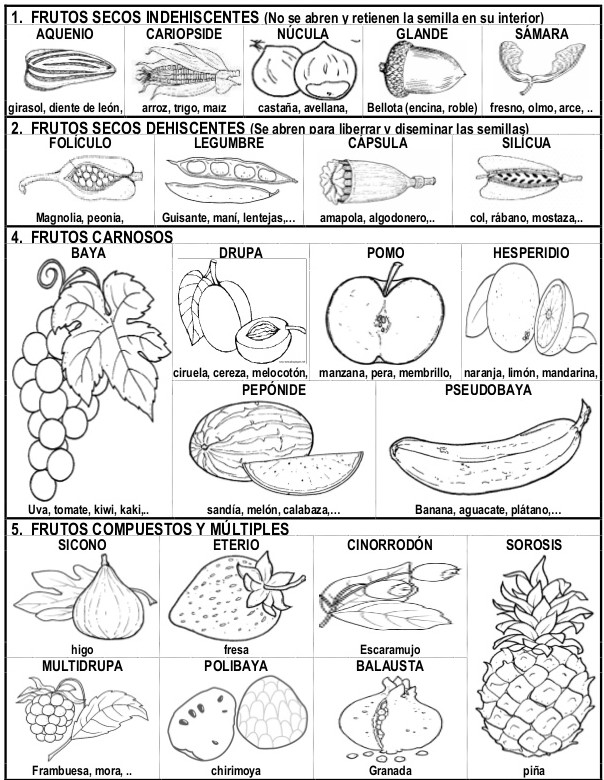 1. FRUTOS SECOS INDEHISCENTES (No se abren y retienen la semilla en su interior)
AQUENIO CARIOPSIDE NÚCULA GLANDE SÁMARA
girasol, diente de león, arroz, trigo, maiz castaña, avellana, Bellota (encina, roble) fresno, olmo, arce, ..
2. FRUTOS SECOS DEHISCENTES (Se abren para liberrar y diseminar las semillas)
FOLÍCULO LEGUMBRE CÁPSULA SILÍCUA
Magnolia, peonia, Guisante, maní, lentejas,... amapola, algodonero,.. col, rábano, mostaza,..
4. FRUTOS CARNOSOS
BAYA DRUPA POMO HESPERIDIO
ciruela, cereza, melocotón, manzana, pera, membrillo, naranja, limón, mandarina,
PEPÓNIDE PSEUDOBAYA
Uva, tomate, kiwi, kaki,.. sandía, melón, calabaza,... Banana, aguacate, plátano,...
5. FRUTOS COMPUESTOS Y MÚLTIPLES
SICONO ETERIO CINORRODÓN SOROSIS
higo fresa Escaramujo
MULTIDRUPA POLIBAYA BALAUSTA
Frambuesa, mora, .. chirimoya Granada piña